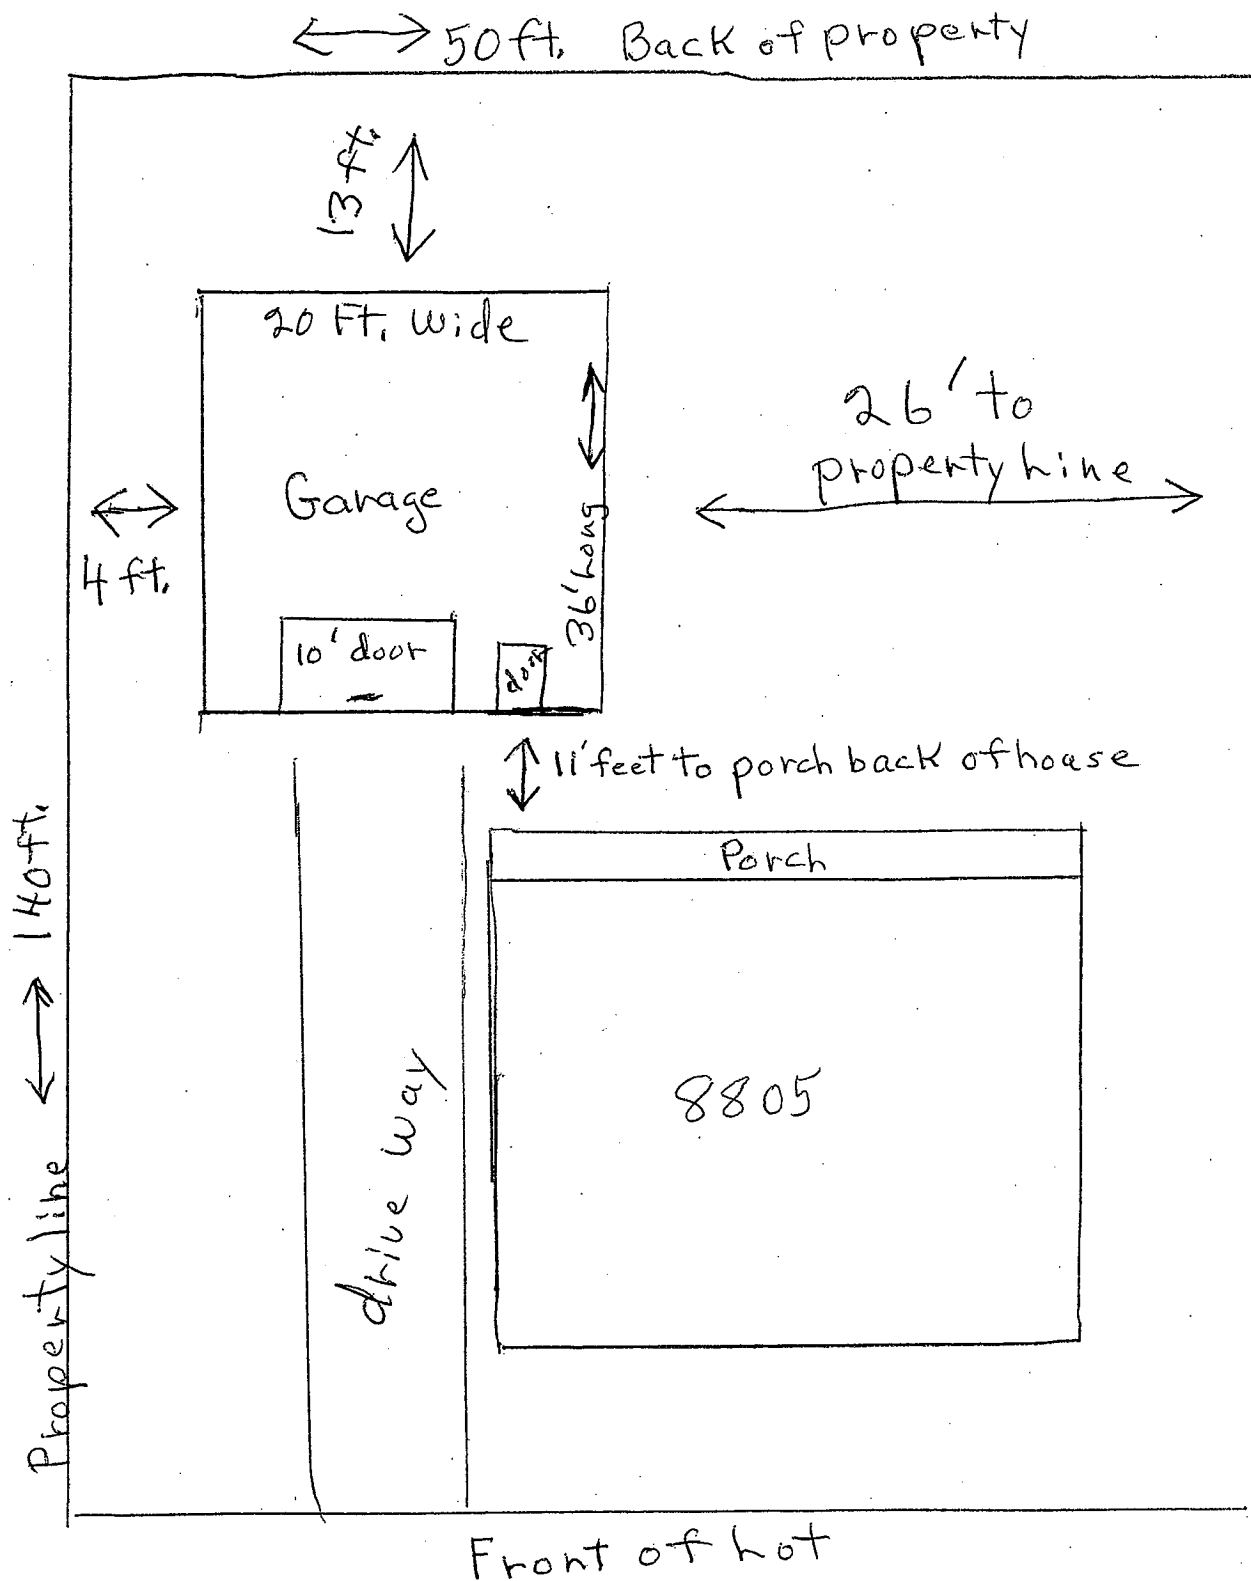 50 ft. Back of property
13 ft.
20 Ft. Wide
26' to
property Line
Garage
4 ft.
36' Long
10' door
door
11' feet to porch back of house
Porch
140 ft.
8805
drive way
Property line
Front of Lot